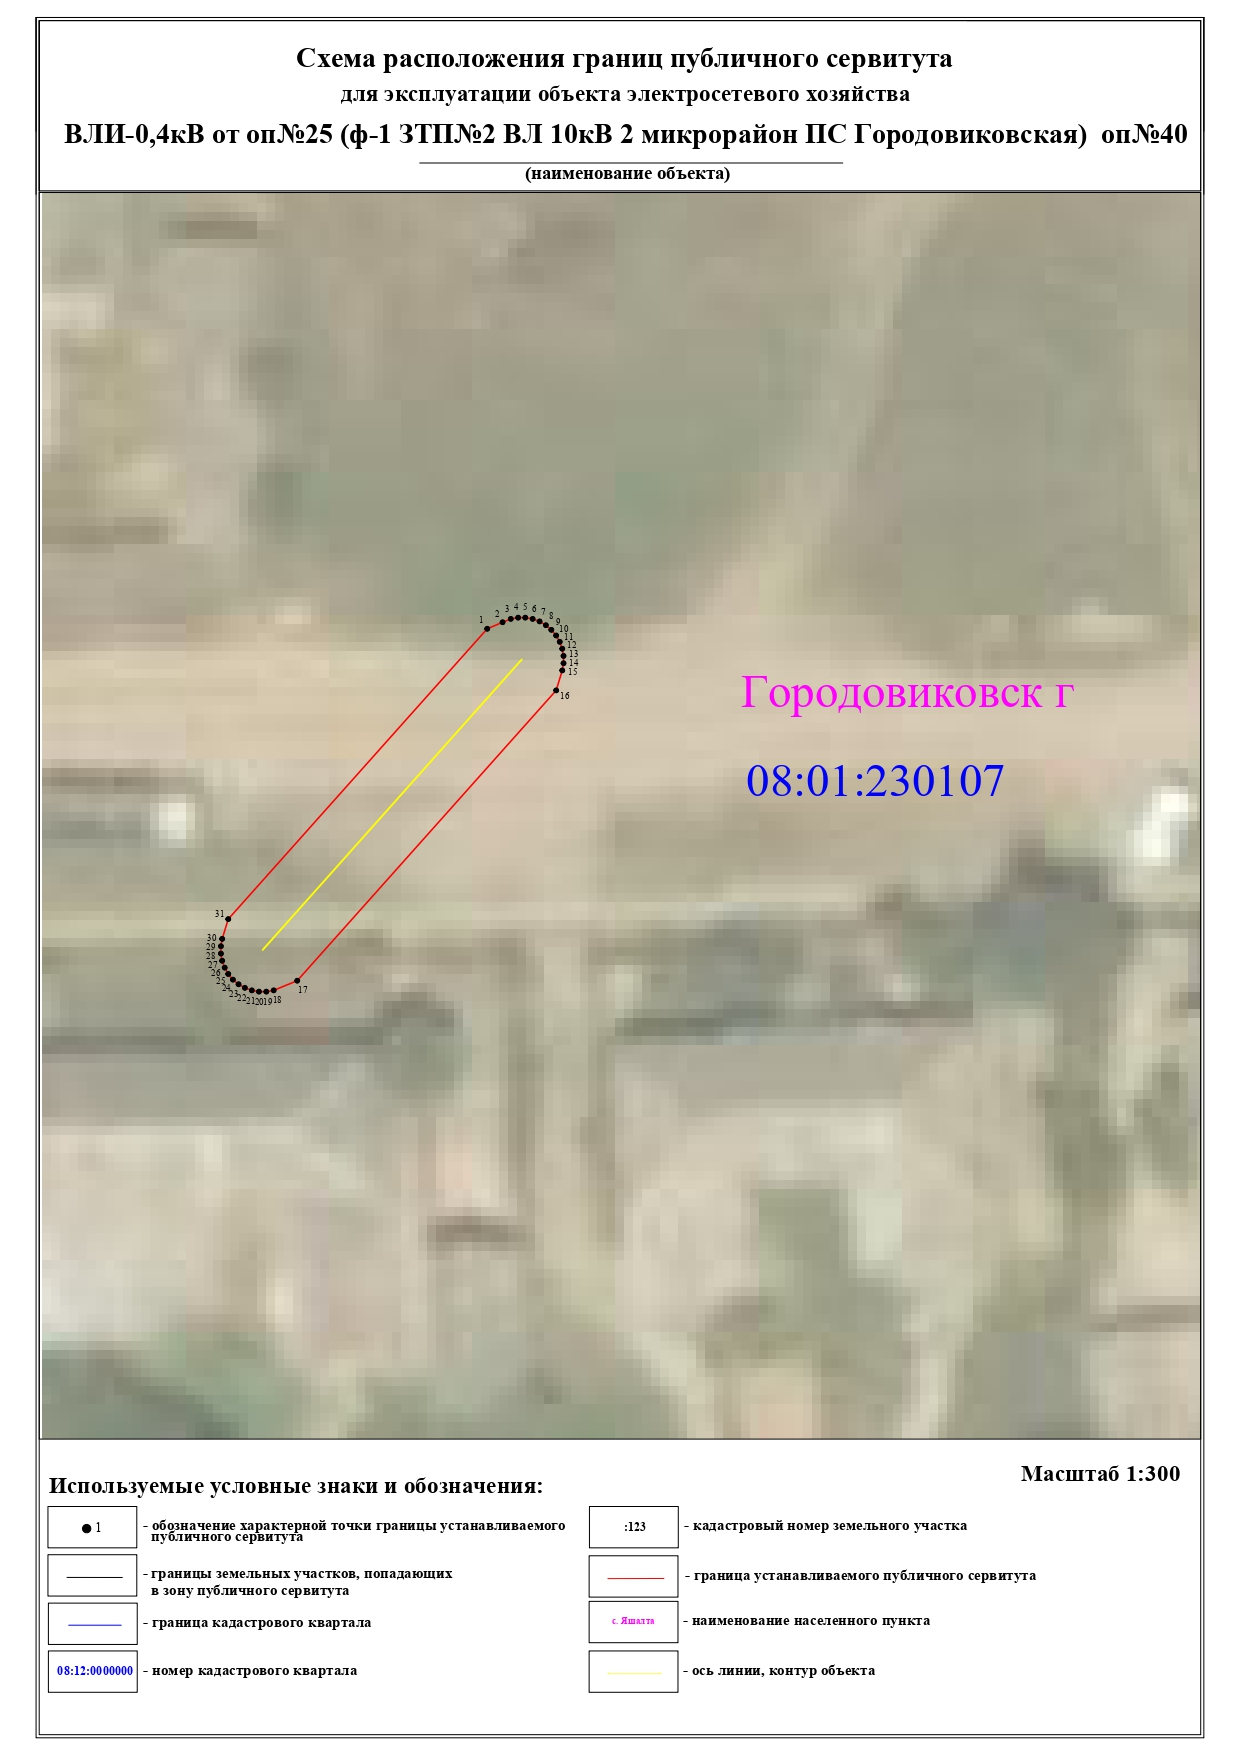 Схема расположения границ публичного сервитута
для эксплуатации объекта электросетевого хозяйства
ВЛИ-0,4кВ от оп№25 (ф-1 ЗТП№2 ВЛ 10кВ 2 микрорайон ПС Городовиковская) оп№40
(наименование объекта)
1
2
3
4
5
6
7
8
9
10
11
12
13
14
15
16
Городовиковск г
08:01:230107
31
30
29
28
27
26
25
24
23
22
21
20
19
18
17
Масштаб 1:300
Используемые условные знаки и обозначения:
1 - обозначение характерной точки границы устанавливаемого
публичного сервитута
- границы земельных участков, попадающих
в зону публичного сервитута
- граница кадастрового квартала
08:12:0000000 - номер кадастрового квартала
:123 - кадастровый номер земельного участка
- граница устанавливаемого публичного сервитута
с. Яшалта - наименование населенного пункта
- ось линии, контур объекта